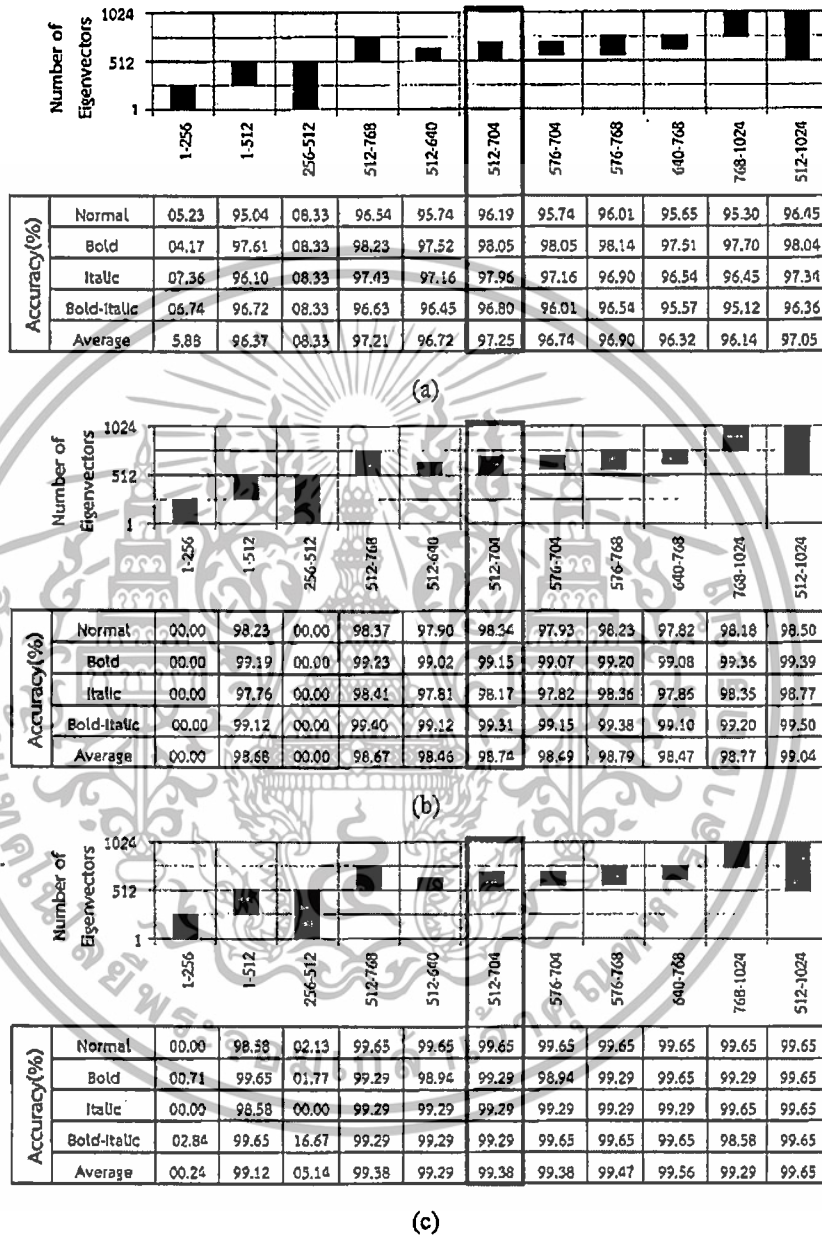 1024
512
1
Number of
Eigenvectors
1-256 1-512 256-512 512-768 512-640 512-704 576-704 576-768 640-768 768-1024 512-1024
Accuracy(%)
Normal 05.23 95.04 08.33 96.54 95.74 96.19 95.74 96.01 95.65 95.30 96.45
Bold 04.17 97.61 08.33 98.23 97.52 98.05 98.05 98.14 97.51 97.70 98.04
Italic 07.36 96.10 08.33 97.43 97.16 97.96 97.16 96.90 96.54 96.45 97.34
Bold-Italic 06.74 96.72 08.33 96.63 96.45 96.80 96.01 96.54 95.57 95.12 96.36
Average 5.88 96.37 08.33 97.21 96.72 97.25 96.74 96.90 96.32 96.14 97.05
(a)
1024
512
1
Number of
Eigenvectors
1-256 1-512 256-512 512-768 512-640 512-704 576-704 576-768 640-768 768-1024 512-1024
Accuracy(%)
Normal 00.00 98.23 00.00 98.37 97.90 98.34 97.93 98.23 97.82 98.18 98.50
Bold 00.00 99.19 00.00 99.23 99.02 99.15 99.07 99.20 99.08 99.36 99.39
Italic 00.00 97.76 00.00 98.41 97.81 98.17 97.82 98.36 97.86 98.35 98.77
Bold-Italic 00.00 99.12 00.00 99.40 99.12 99.31 99.15 99.38 99.10 99.20 99.50
Average 00.00 98.68 00.00 98.67 98.46 98.74 98.49 98.79 98.47 98.77 99.04
(b)
1024
512
1
Number of
Eigenvectors
1-256 1-512 256-512 512-768 512-640 512-704 576-704 576-768 640-768 768-1024 512-1024
Accuracy(%)
Normal 00.00 98.58 02.13 99.65 99.65 99.65 99.65 99.65 99.65 99.65 99.65
Bold 00.71 99.65 01.77 99.29 98.94 99.29 98.94 99.29 99.65 99.29 99.65
Italic 00.00 98.58 00.00 99.29 99.29 99.29 99.29 99.29 99.29 99.65 99.65
Bold-Italic 02.84 99.65 16.67 99.29 99.29 99.29 99.65 99.65 99.65 98.58 99.65
Average 00.24 99.12 05.14 99.38 99.29 99.38 99.38 99.47 99.56 99.29 99.65
(c)